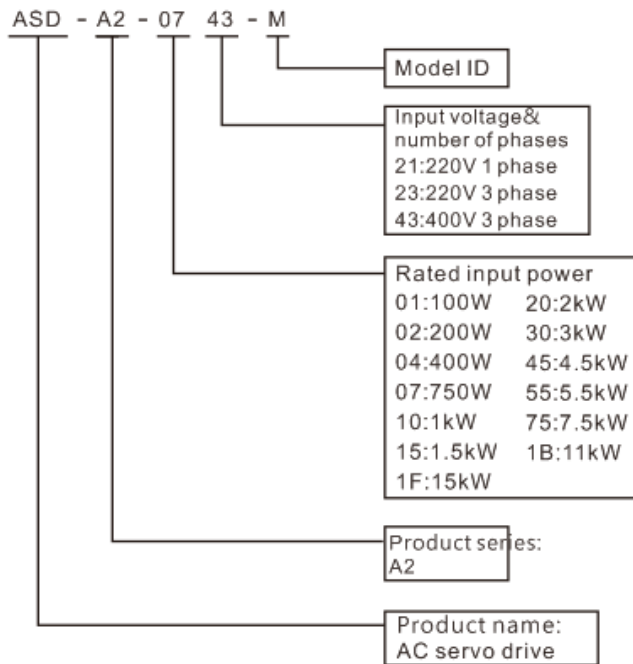 ASD - A2 - 07 43 - M
Model ID
Input voltage&
number of phases
21:220V 1 phase
23:220V 3 phase
43:400V 3 phase
Rated input power
01:100W 20:2kW
02:200W 30:3kW
04:400W 45:4.5kW
07:750W 55:5.5kW
10:1kW 75:7.5kW
15:1.5kW 1B:11kW
1F:15kW
Product series:
A2
Product name:
AC servo drive